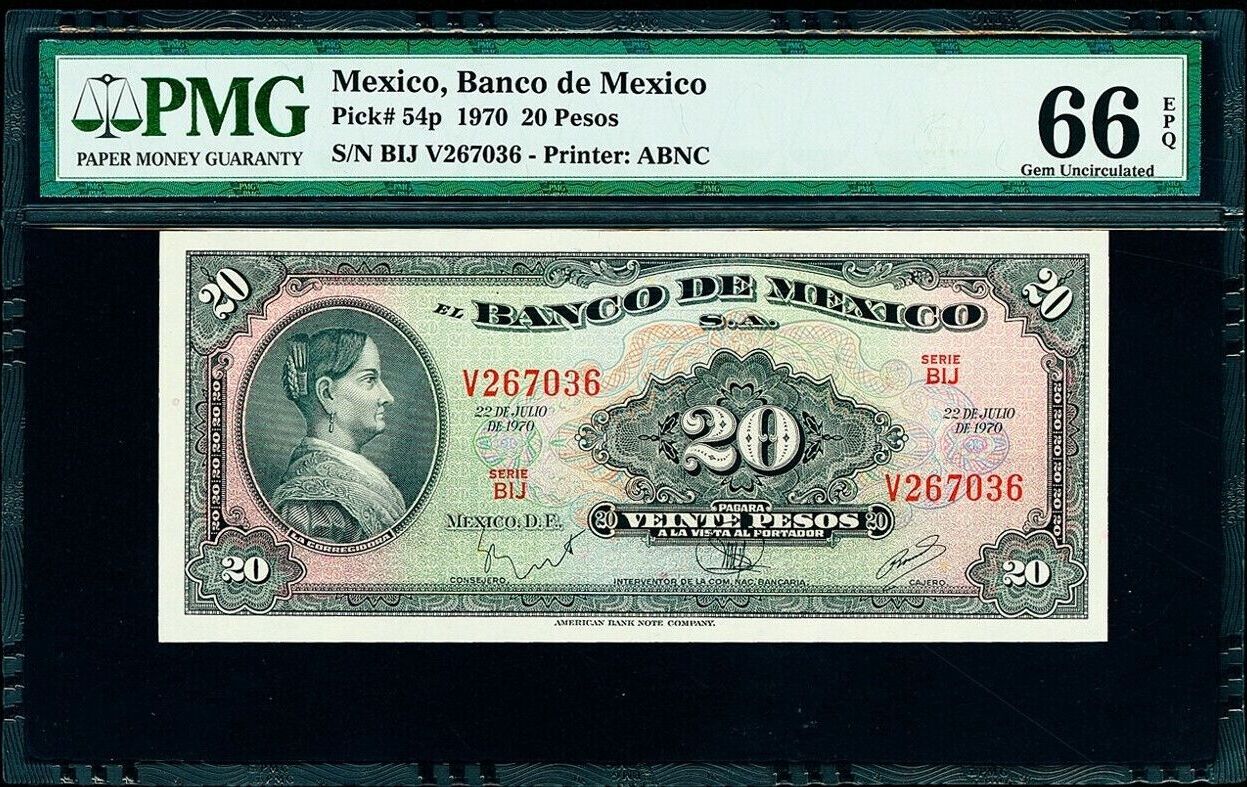 PMG
PAPER MONEY GUARANTY
Mexico, Banco de Mexico
Pick# 54p 1970 20 Pesos
S/N BIJ V267036 - Printer: ABNC
66
EPQ
Gem Uncirculated
20
20
EL BANCO DE MEXICO
S.A.
V267036
SERIE
BIJ
22 DE JULIO
DE 1970
20
22 DE JULIO
DE 1970
SERIE
BIJ
V267036
MEXICO, D.F.,
PAGARA
20 VEINTE PESOS 20
A LA VISTA AL PORTADOR
LA CORREGIDORA
20
20
CONSEJERO.
INTERVENTOR DE LA COM. NAC. BANCARIA.
CAJERO.
AMERICAN BANK NOTE COMPANY.